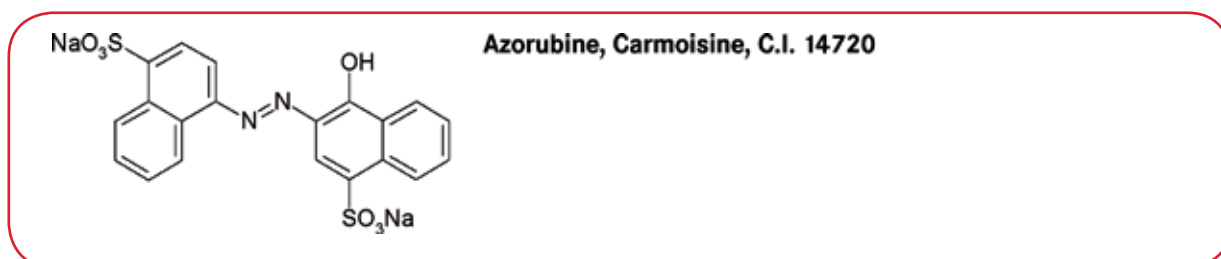 NaO₃S
Azorubine, Carmoisine, C.I. 14720
OH
N
N
SO₃Na